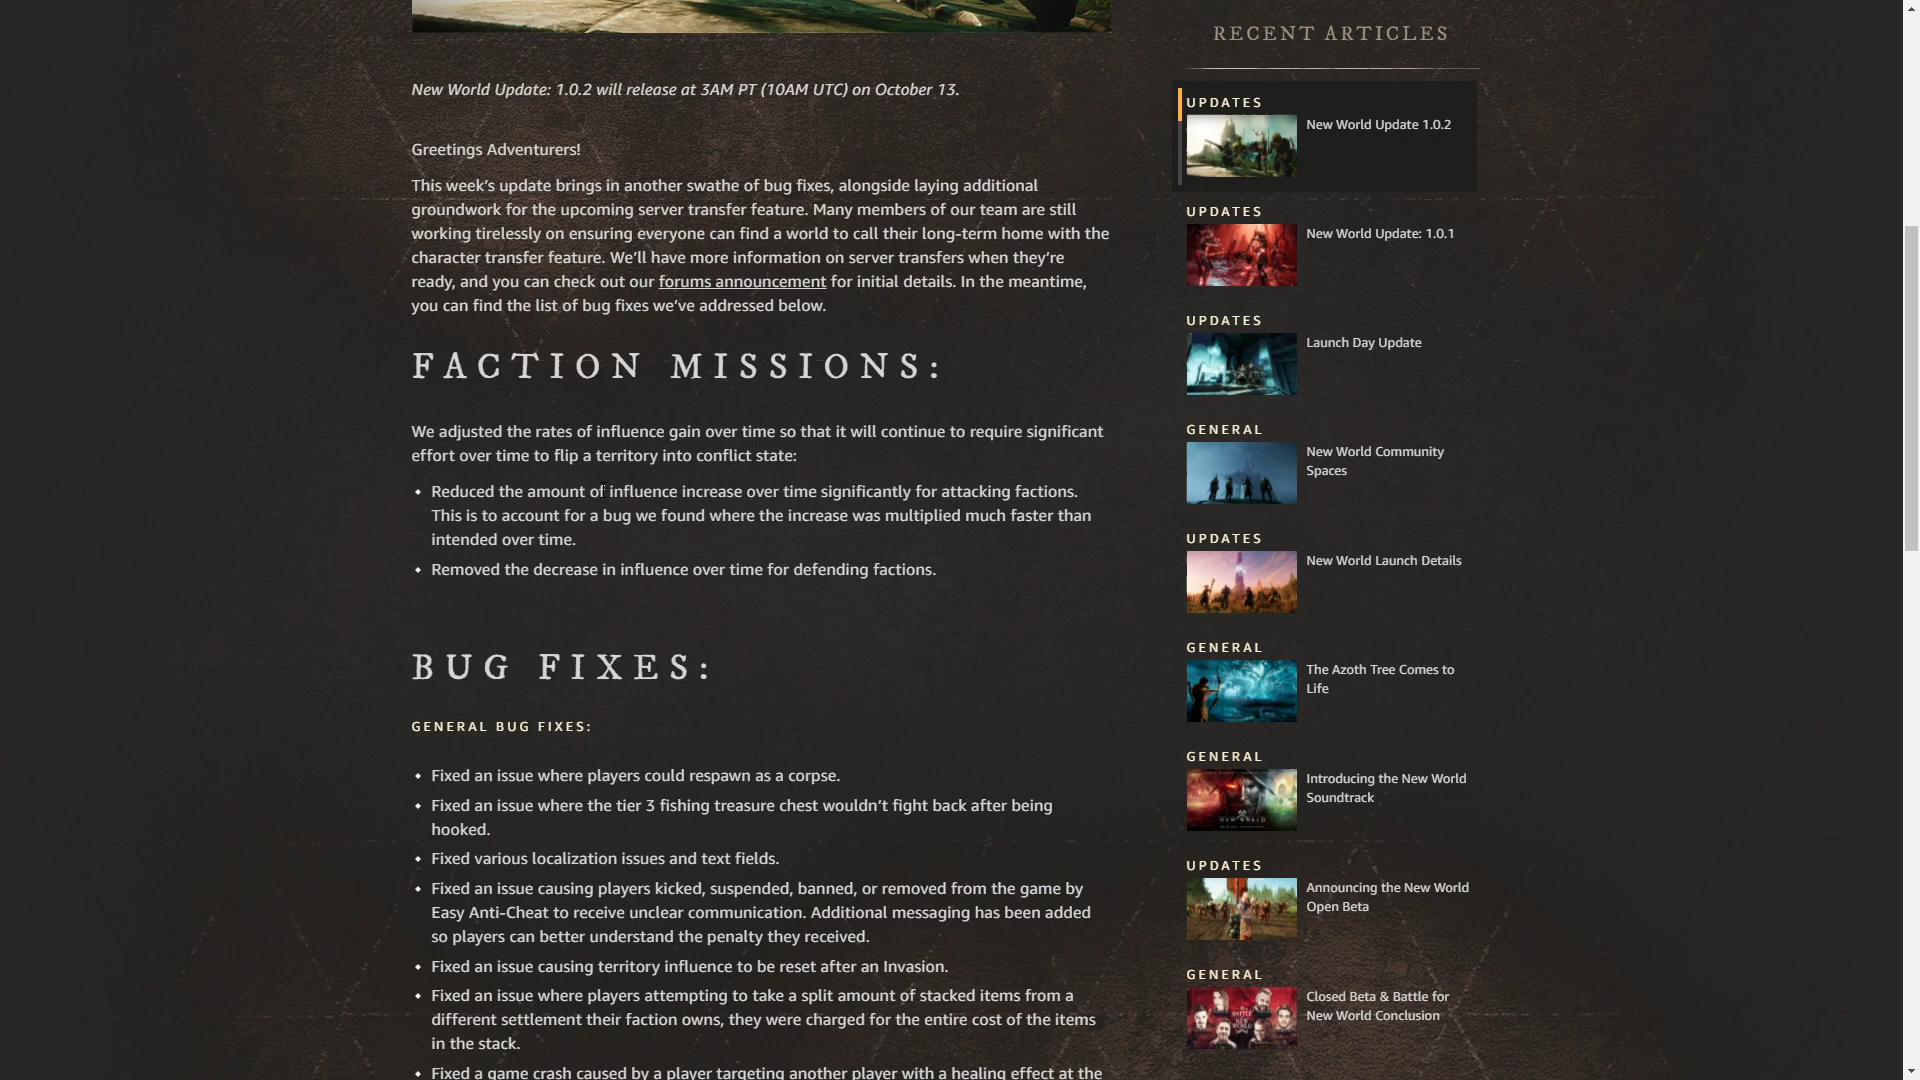 New World Update: 1.0.2 will release at 3AM PT (10AM UTC) on October 13.
Greetings Adventurers!
This week's update brings in another swathe of bug fixes, alongside laying additional
groundwork for the upcoming server transfer feature. Many members of our team are still
working tirelessly on ensuring everyone can find a world to call their long-term home with the
character transfer feature. We'll have more information on server transfers when they're
ready, and you can check out our forums announcement for initial details. In the meantime,
you can find the list of bug fixes we've addressed below.
FACTION MISSIONS:
We adjusted the rates of influence gain over time so that it will continue to require significant
effort over time to flip a territory into conflict state:
Reduced the amount of influence increase over time significantly for attacking factions.
This is to account for a bug we found where the increase was multiplied much faster than
intended over time.
Removed the decrease in influence over time for defending factions.
BUG FIXES:
GENERAL BUG FIXES:
Fixed an issue where players could respawn as a corpse.
Fixed an issue where the tier 3 fishing treasure chest wouldn't fight back after being
hooked.
Fixed various localization issues and text fields.
Fixed an issue causing players kicked, suspended, banned, or removed from the game by
Easy Anti-Cheat to receive unclear communication. Additional messaging has been added
so players can better understand the penalty they received.
Fixed an issue causing territory influence to be reset after an Invasion.
Fixed an issue where players attempting to take a split amount of stacked items from a
different settlement their faction owns, they were charged for the entire cost of the items
in the stack.
Fixed a game crash caused by a player targeting another player with a healing effect at the
RECENT ARTICLES
UPDATES
New World Update 1.0.2
UPDATES
New World Update: 1.0.1
UPDATES
Launch Day Update
GENERAL
New World Community
Spaces
UPDATES
New World Launch Details
GENERAL
The Azoth Tree Comes to
Life
GENERAL
NEW WORLD
Introducing the New World
Soundtrack
UPDATES
Announcing the New World
Open Beta
GENERAL
Closed Beta & Battle for
New World Conclusion